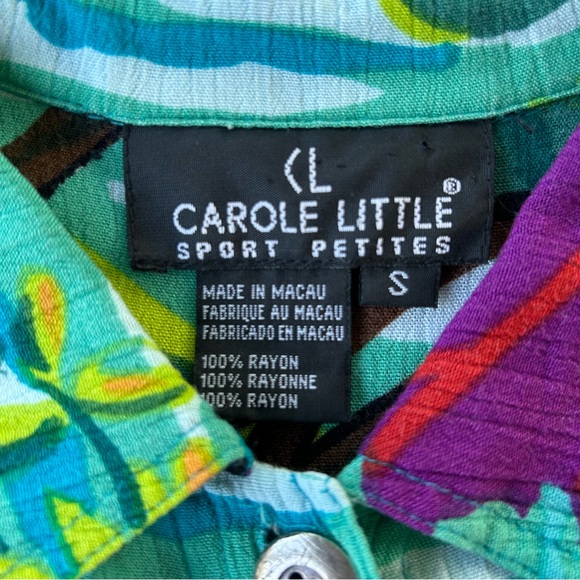 CL
CAROLE LITTLE®
SPORT PETITES
S
MADE IN MACAU
FABRIQUE AU MACAU
FABRICADO EN MACAU
100% RAYON
100% RAYONNE
100% RAYON